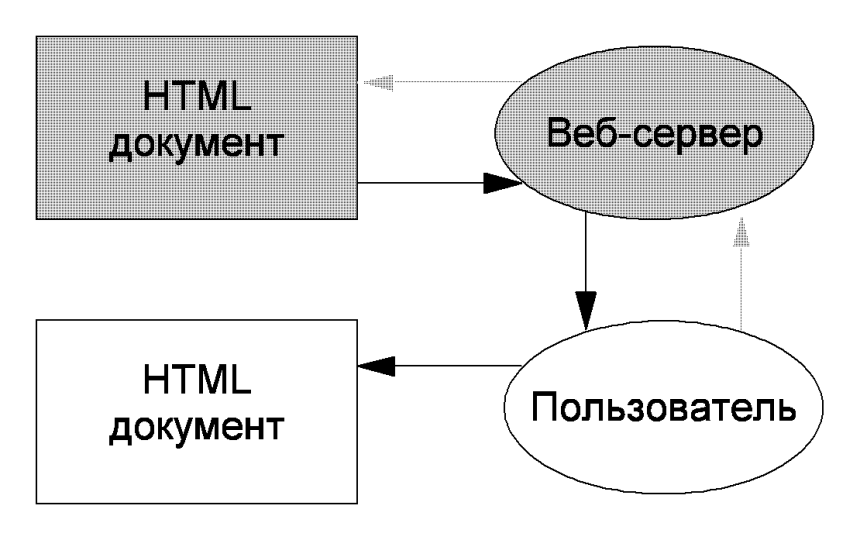 HTML
документ
Веб-сервер
HTML
документ
Пользователь